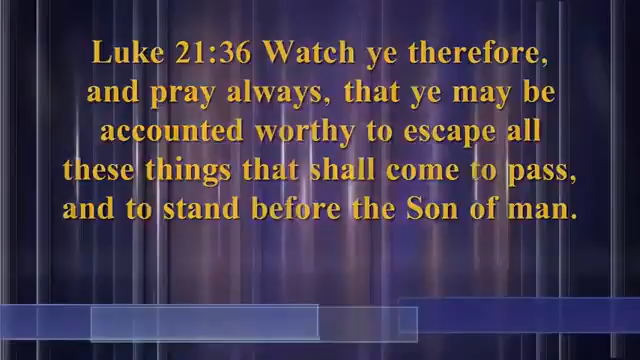 Luke 21:36 Watch ye therefore,
and pray always, that ye may be
accounted worthy to escape all
these things that shall come to pass,
and to stand before the Son of man.